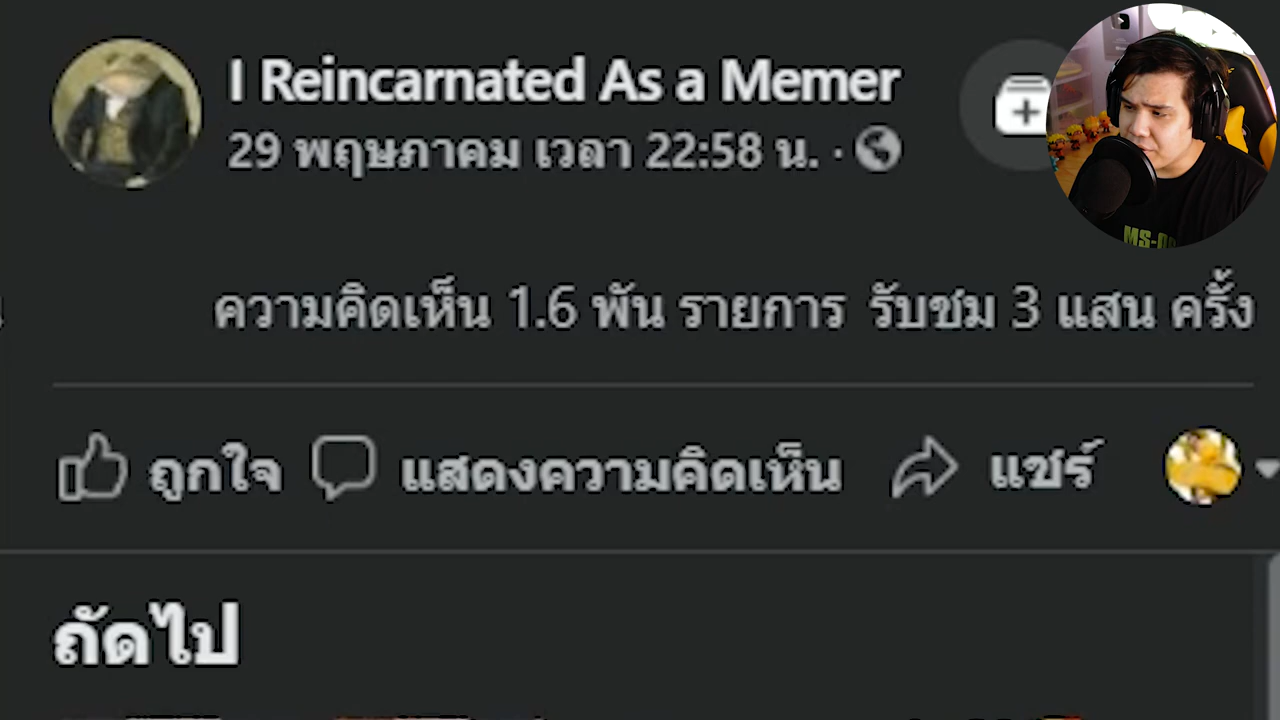 I Reincarnated As a Memer
29 พฤษภาคม เวลา 22:58 น. ·
ความคิดเห็น 1.6 พัน รายการ รับชม 3 แสน ครั้ง
ถูกใจ แสดงความคิดเห็น แชร์
ถัดไป